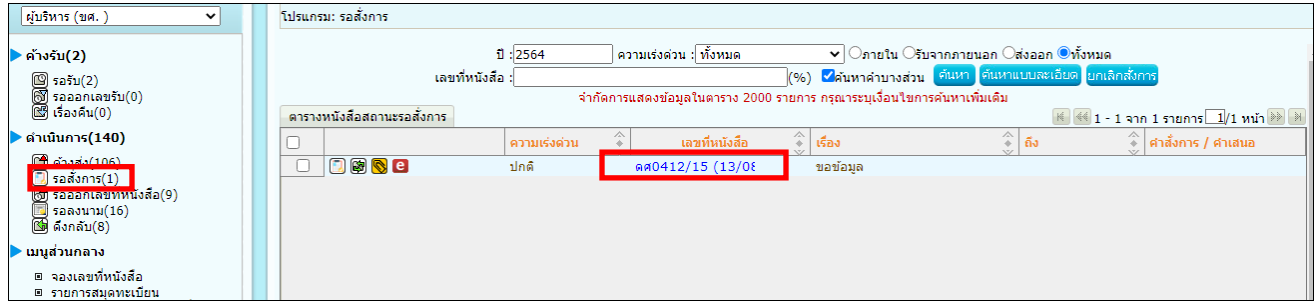 ผู้บริหาร (ขศ. )
โปรแกรม: รอสั่งการ
ปี : 2564 ความเร่งด่วน : ทั้งหมด ภายใน รับจากภายนอก ส่งออก ทั้งหมด
เลขที่หนังสือ : (%) ค้นหาคำบางส่วน ค้นหา ค้นหาแบบละเอียด ยกเลิกสั่งการ
จำกัดการแสดงข้อมูลในตาราง 2000 รายการ กรุณาระบุเงื่อนไขการค้นหาเพิ่มเติม
ตารางหนังสือสถานะรอสั่งการ 1 - 1 จาก 1 รายการ 1/1 หน้า
ความเร่งด่วน เลขที่หนังสือ เรื่อง ถึง คำสั่งการ / คำเสนอ
ปกติ ดศ0412/15 (13/08 ขอข้อมูล
ค้างรับ(2)
รอรับ(2)
รอออกเลขรับ(0)
เรื่องคืน(0)
ดำเนินการ(140)
ค้างส่ง(106)
รอสั่งการ(1)
รอออกเลขที่หนังสือ(9)
รอลงนาม(16)
ดึงกลับ(8)
เมนูส่วนกลาง
จองเลขที่หนังสือ
รายการสมุดทะเบียน